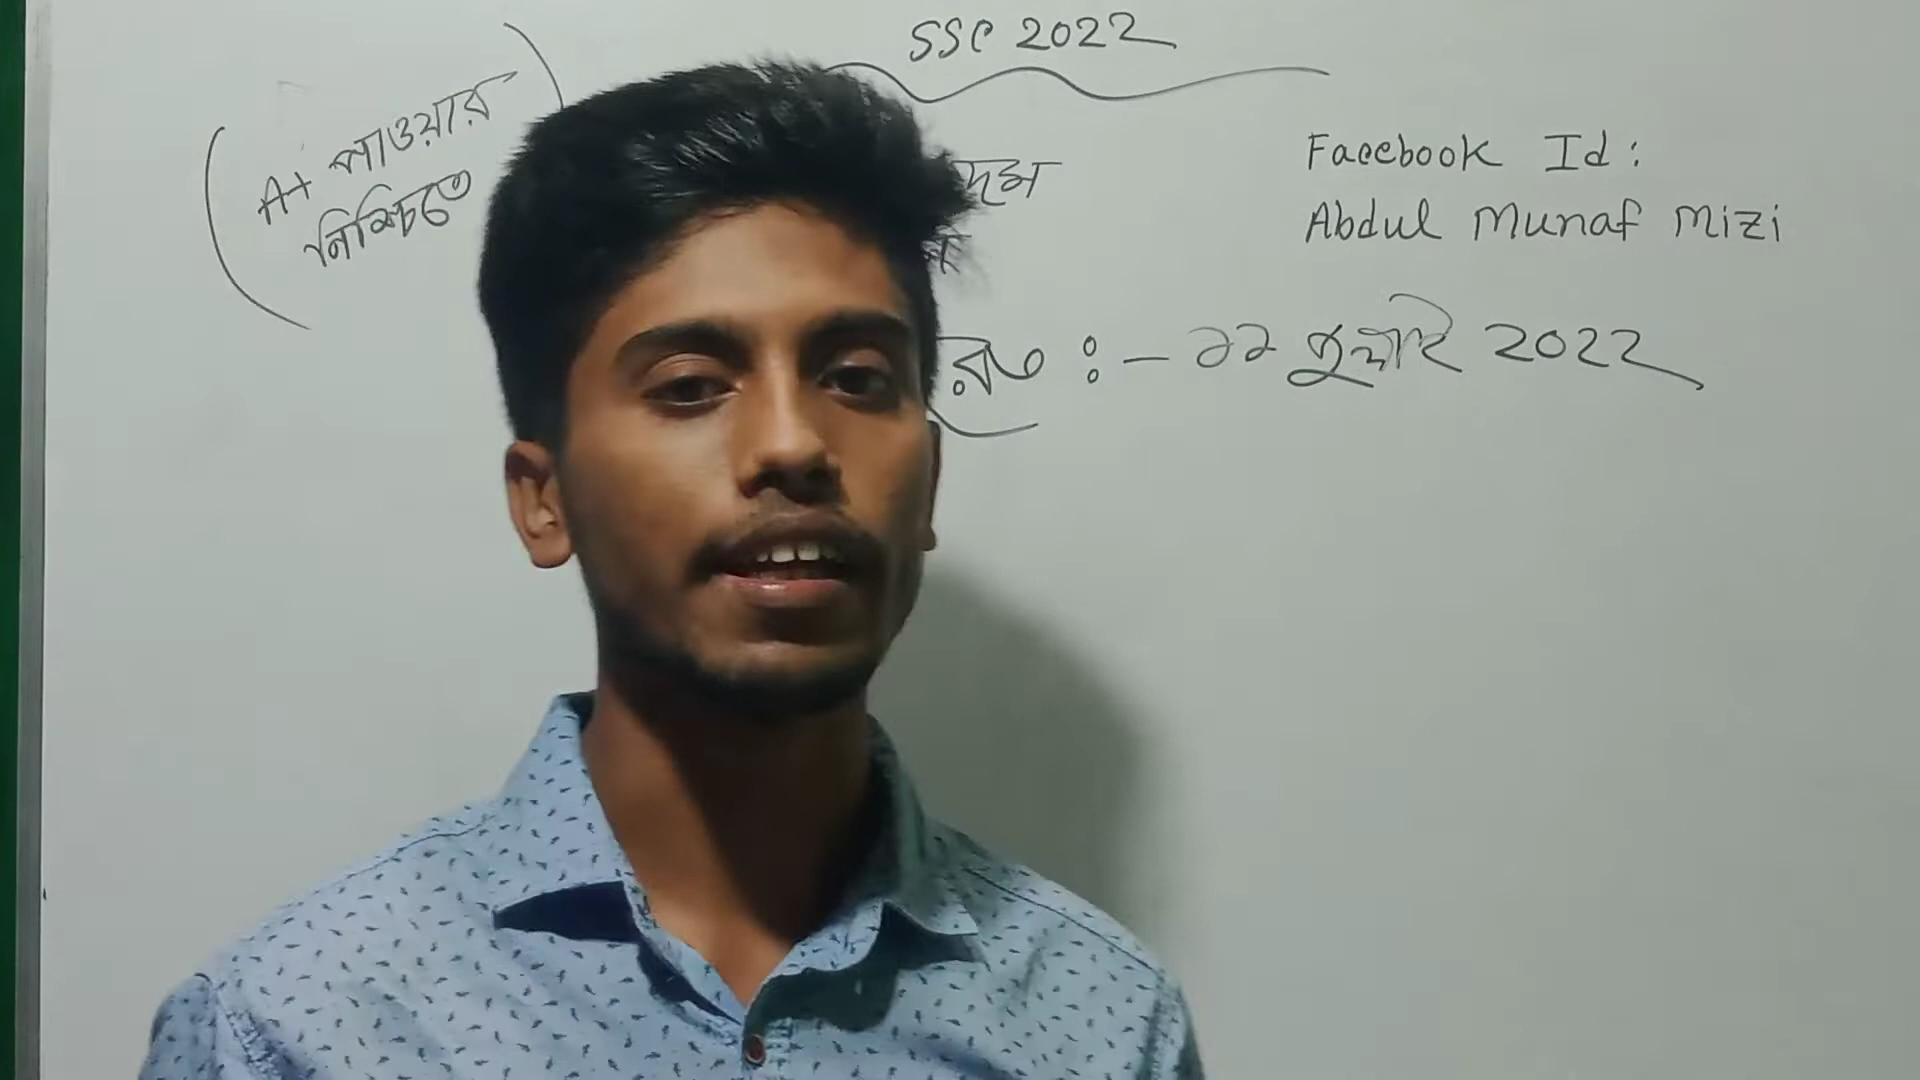 SSC 2022
A+ পাওয়ার
নিশ্চিতে
Facebook Id:
Abdul Munaf Mizi
:- ২২ জুলাই 2022